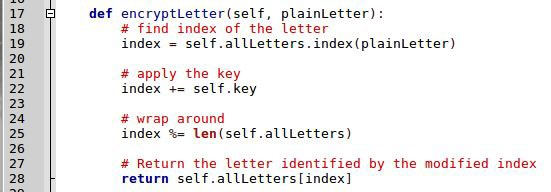 17 def encryptLetter(self, plainLetter):
18 # find index of the letter
19 index = self.allLetters.index(plainLetter)
20
21 # apply the key
22 index += self.key
23
24 # wrap around
25 index %= len(self.allLetters)
26
27 # Return the letter identified by the modified index
28 return self.allLetters[index]